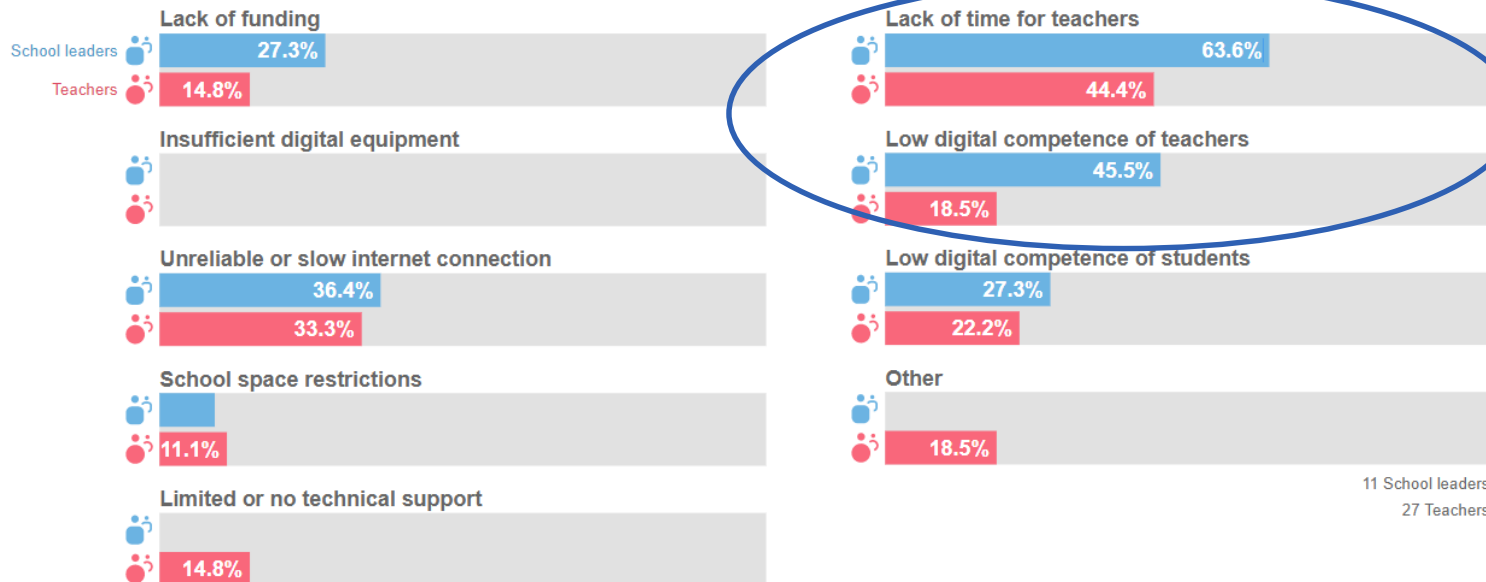 Lack of funding
School leaders 27.3%
Teachers 14.8%
Insufficient digital equipment
Unreliable or slow internet connection
36.4%
33.3%
School space restrictions
11.1%
Limited or no technical support
14.8%
Lack of time for teachers
63.6%
44.4%
Low digital competence of teachers
45.5%
18.5%
Low digital competence of students
27.3%
22.2%
Other
18.5%
11 School leaders
27 Teachers